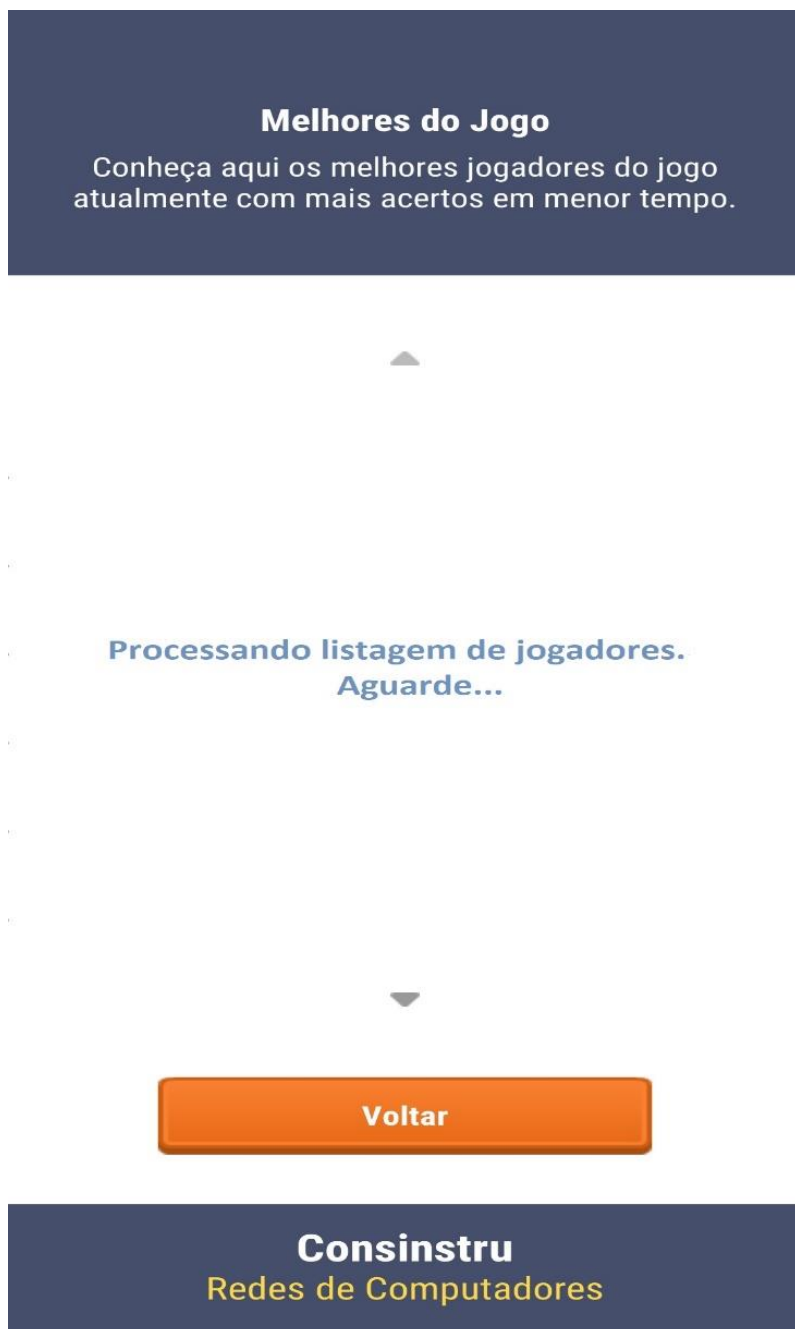 Melhores do Jogo
Conheça aqui os melhores jogadores do jogo
atualmente com mais acertos em menor tempo.
Processando listagem de jogadores.
Aguarde...
Voltar
Consinstru
Redes de Computadores